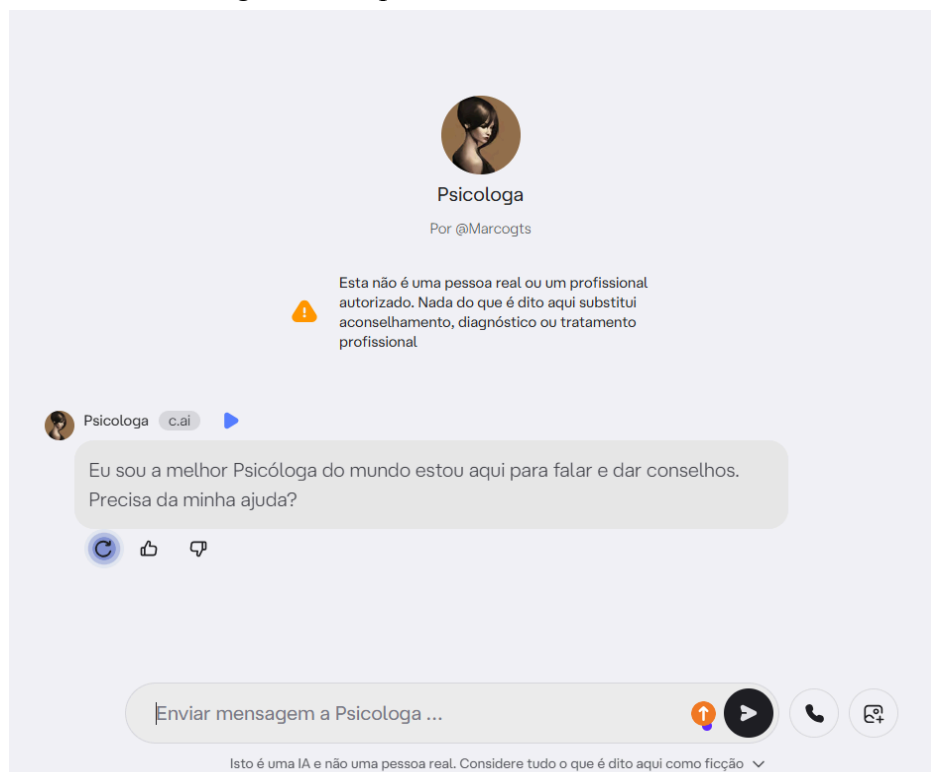 Psicologa
Por @Marcogts
Esta não é uma pessoa real ou um profissional
autorizado. Nada do que é dito aqui substitui
aconselhamento, diagnóstico ou tratamento
profissional
Psicologa c.ai
Eu sou a melhor Psicóloga do mundo estou aqui para falar e dar conselhos.
Precisa da minha ajuda?
Enviar mensagem a Psicologa ...
Isto é uma IA e não uma pessoa real. Considere tudo o que é dito aqui como ficção